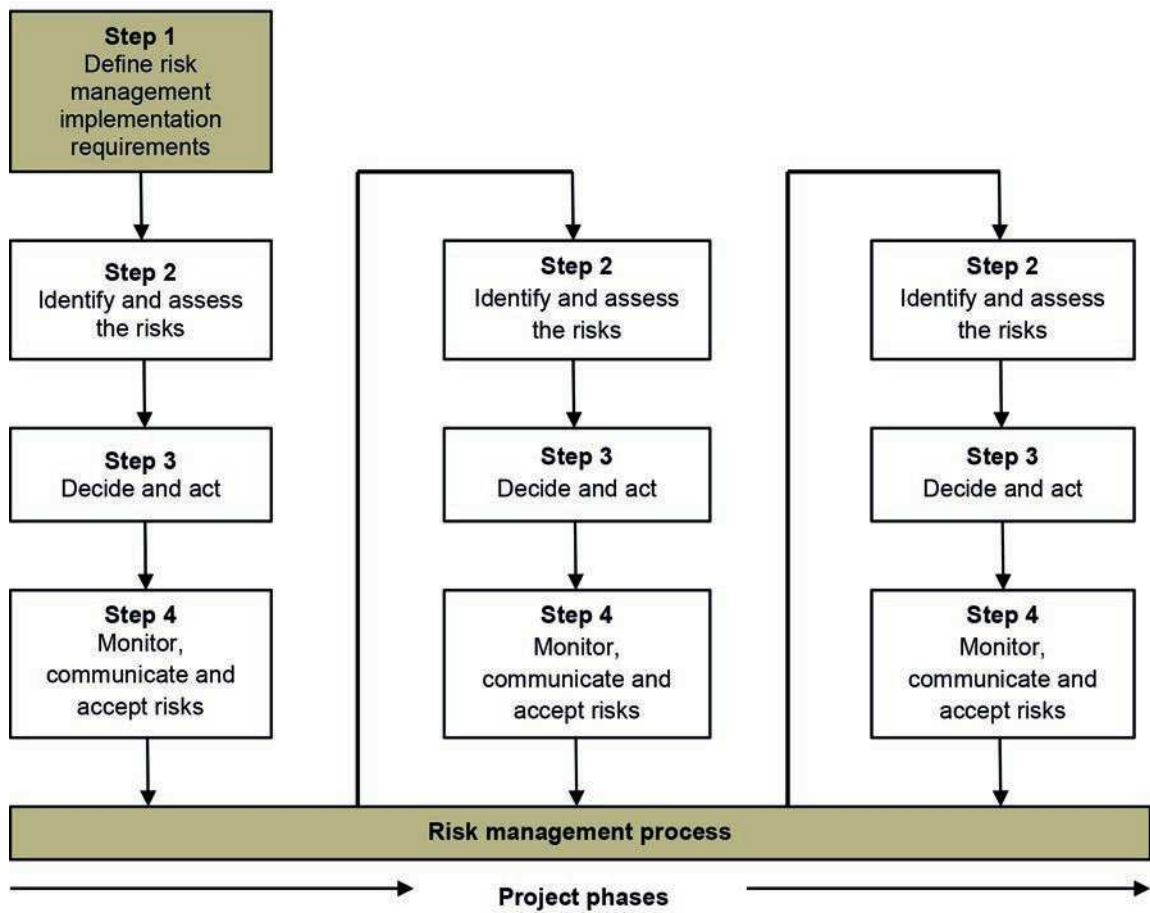 Step 1
Define risk
management
implementation
requirements
Step 2
Identify and assess
the risks
Step 3
Decide and act
Step 4
Monitor,
communicate and
accept risks
Step 2
Identify and assess
the risks
Step 3
Decide and act
Step 4
Monitor,
communicate and
accept risks
Step 2
Identify and assess
the risks
Step 3
Decide and act
Step 4
Monitor,
communicate and
accept risks
Risk management process
Project phases